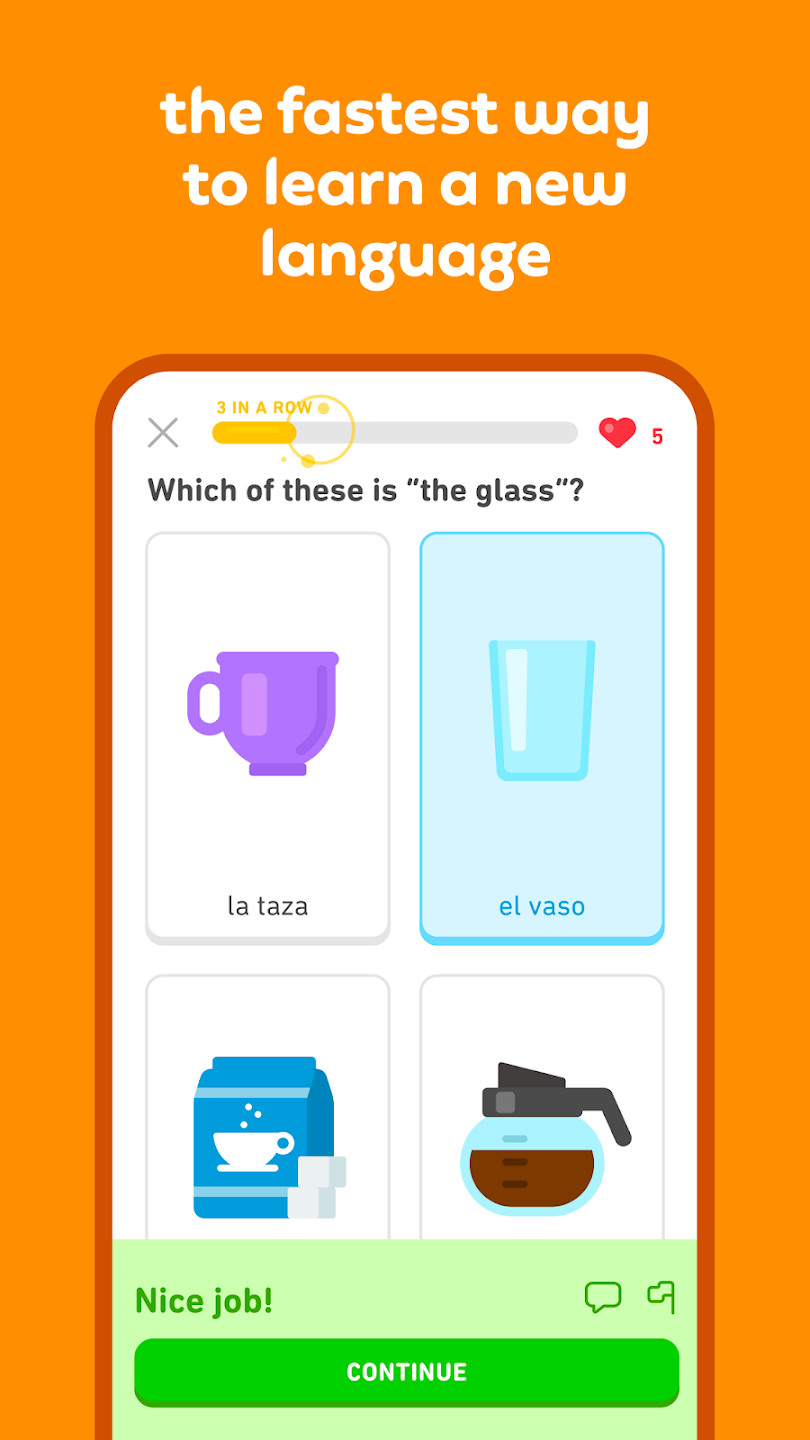 the fastest way
to learn a new
language
3 IN A ROW
5
Which of these is “the glass”?
la taza
el vaso
Nice job!
CONTINUE